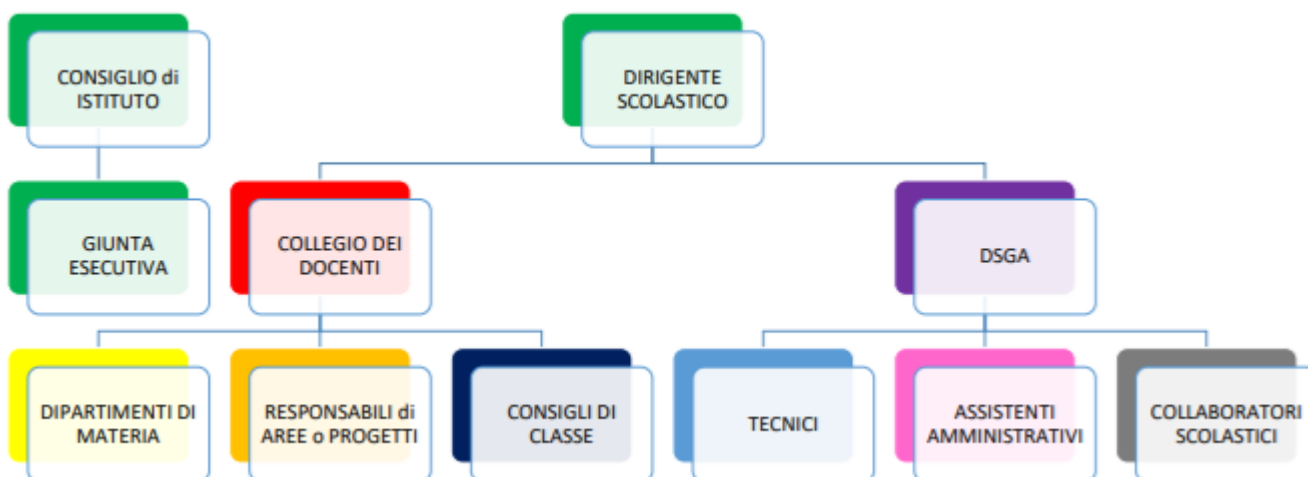 CONSIGLIO di
ISTITUTO
DIRIGENTE
SCOLASTICO
GIUNTA
ESECUTIVA
COLLEGIO DEI
DOCENTI
DSGA
DIPARTIMENTI DI
MATERIA
RESPONSABILI di
AREE o PROGETTI
CONSIGLI DI
CLASSE
TECNICI
ASSISTENTI
AMMINISTRATIVI
COLLABORATORI
SCOLASTICI